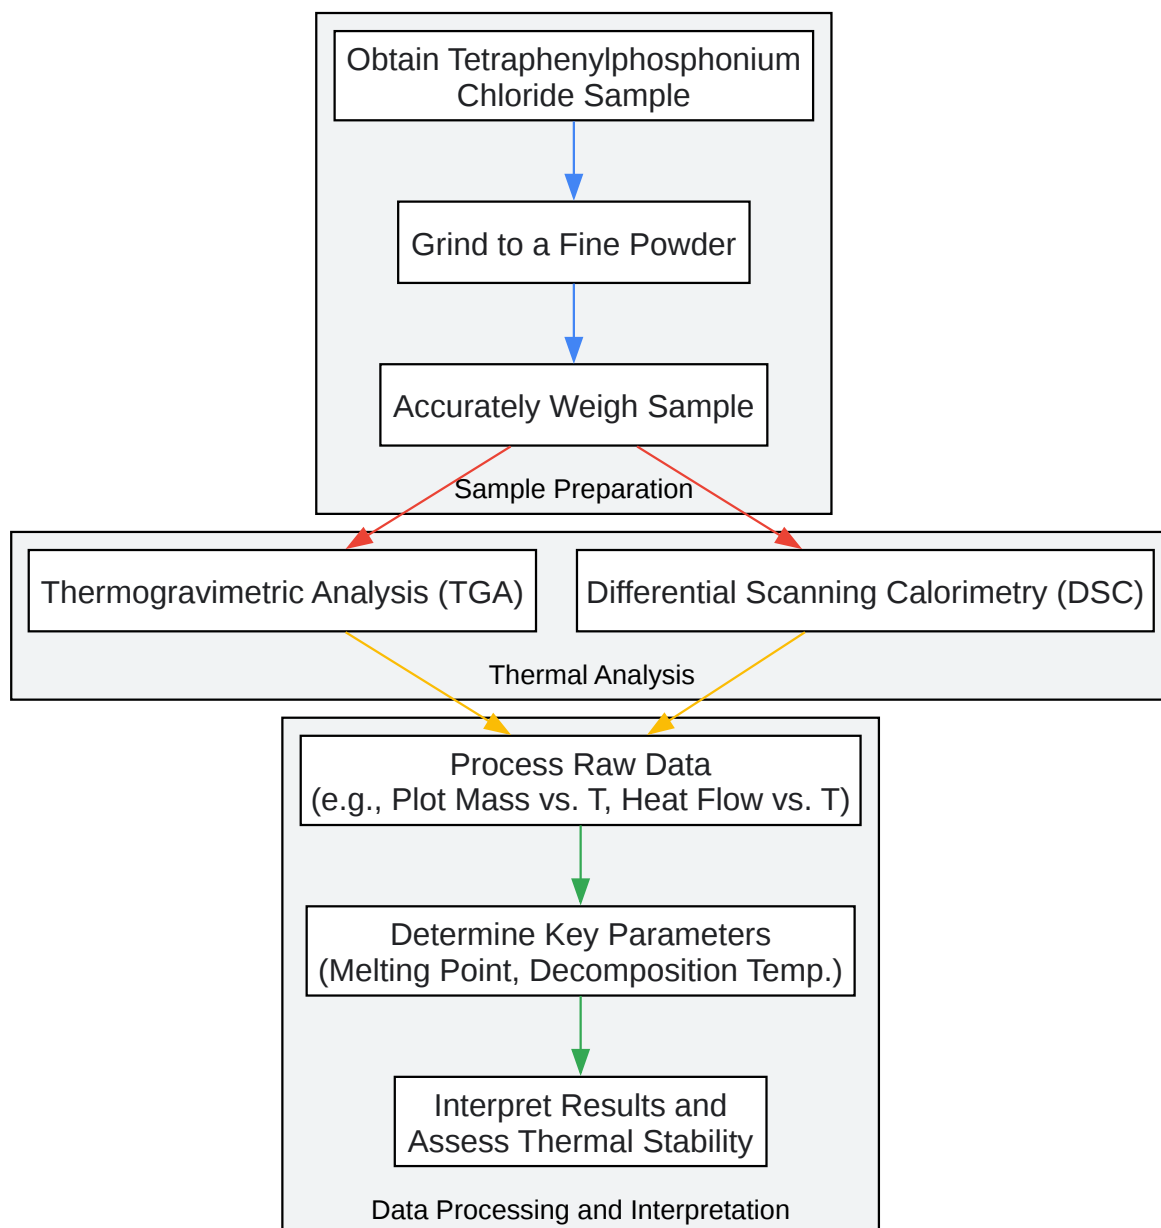 Obtain Tetraphenylphosphonium
Chloride Sample
Grind to a Fine Powder
Accurately Weigh Sample
Sample Preparation
Thermogravimetric Analysis (TGA)
Differential Scanning Calorimetry (DSC)
Thermal Analysis
Process Raw Data
(e.g., Plot Mass vs. T, Heat Flow vs. T)
Determine Key Parameters
(Melting Point, Decomposition Temp.)
Interpret Results and
Assess Thermal Stability
Data Processing and Interpretation